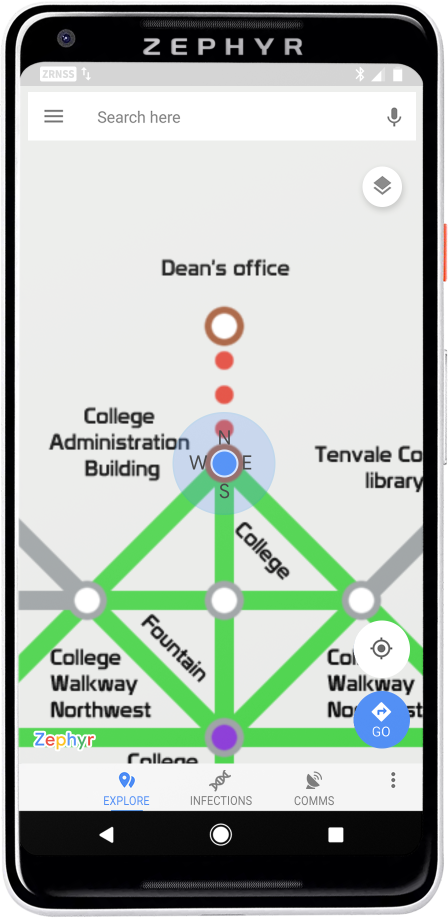 ZEPHYR
ZRNSS
Search here
Dean's office
College
Administration
Building
N
W
E
S
Tenvale Co
library
College
Fountain
College
Walkway
Northwest
Col
Walkway
No
st
Zephyr
GO
College
EXPLORE
INFECTIONS
COMMS